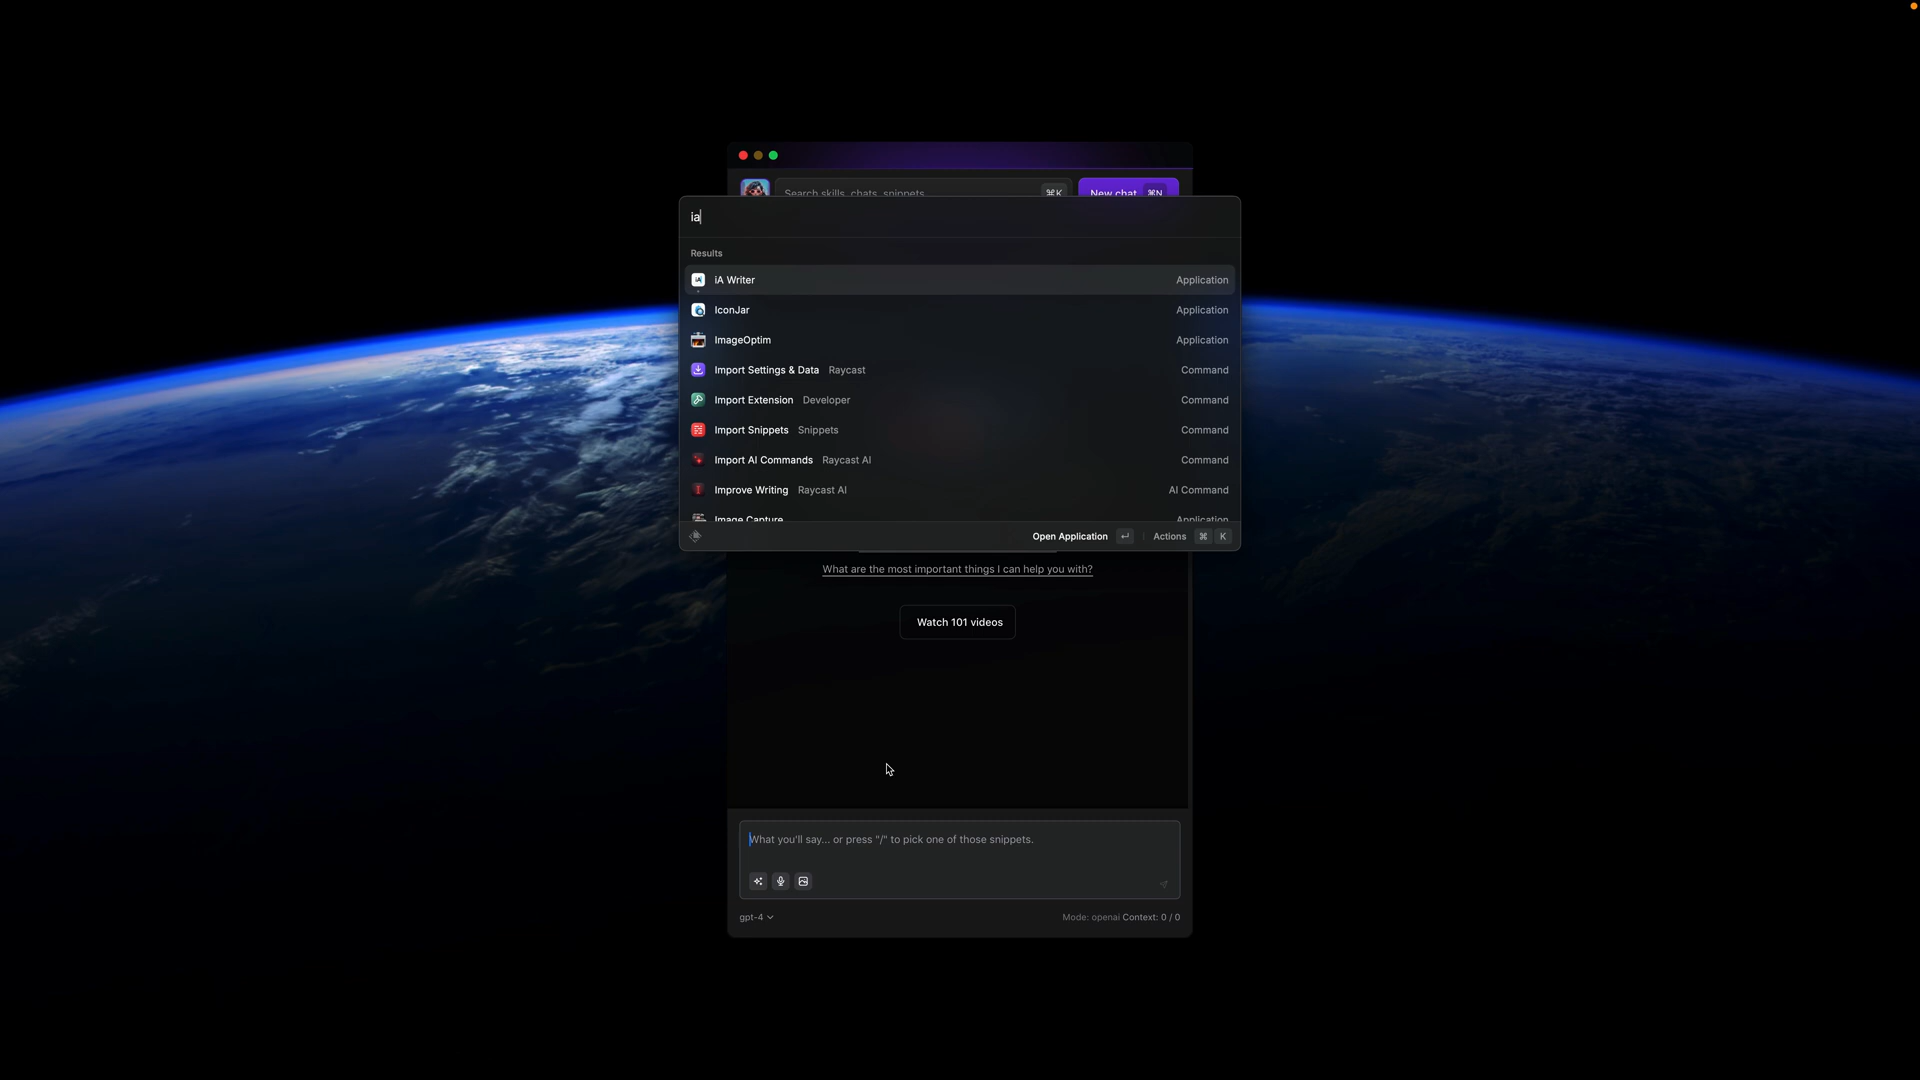 Search skills, chats, snippets
⌘K
New chat ⌘N
ia
Results
iA Writer Application
IconJar Application
ImageOptim Application
Import Settings & Data Raycast Command
Import Extension Developer Command
Import Snippets Snippets Command
Import AI Commands Raycast AI Command
Improve Writing Raycast AI AI Command
Image Capture Application
Open Application ↵ Actions ⌘ K
What are the most important things I can help you with?
Watch 101 videos
What you'll say... or press "/" to pick one of those snippets.
gpt-4 Mode: openai Context: 0 / 0